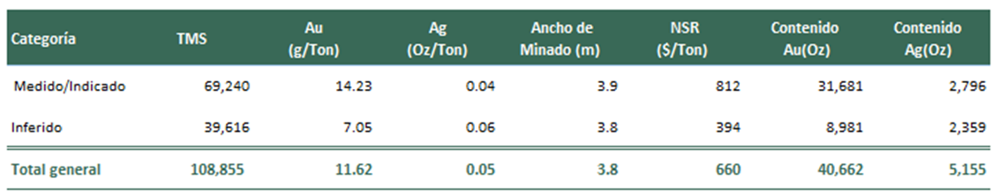 Categoría TMS Au (g/Ton) Ag (Oz/Ton) Ancho de Minado (m) NSR ($/Ton) Contenido Au(Oz) Contenido Ag(Oz)
Medido/Indicado 69,240 14.23 0.04 3.9 812 31,681 2,796
Inferido 39,616 7.05 0.06 3.8 394 8,981 2,359
Total general 108,855 11.62 0.05 3.8 660 40,662 5,155